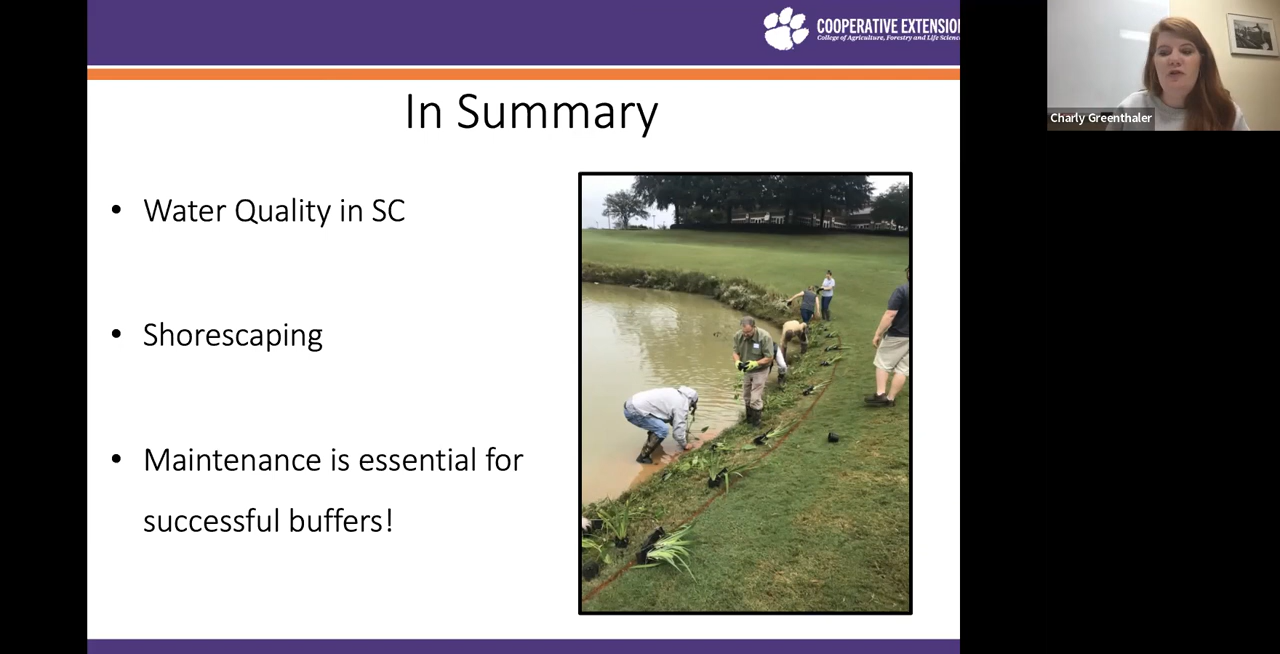 COOPERATIVE EXTENSION
College of Agriculture, Forestry and Life Sciences
Charly Greenthaler
In Summary
• Water Quality in SC
• Shorescaping
• Maintenance is essential for
successful buffers!